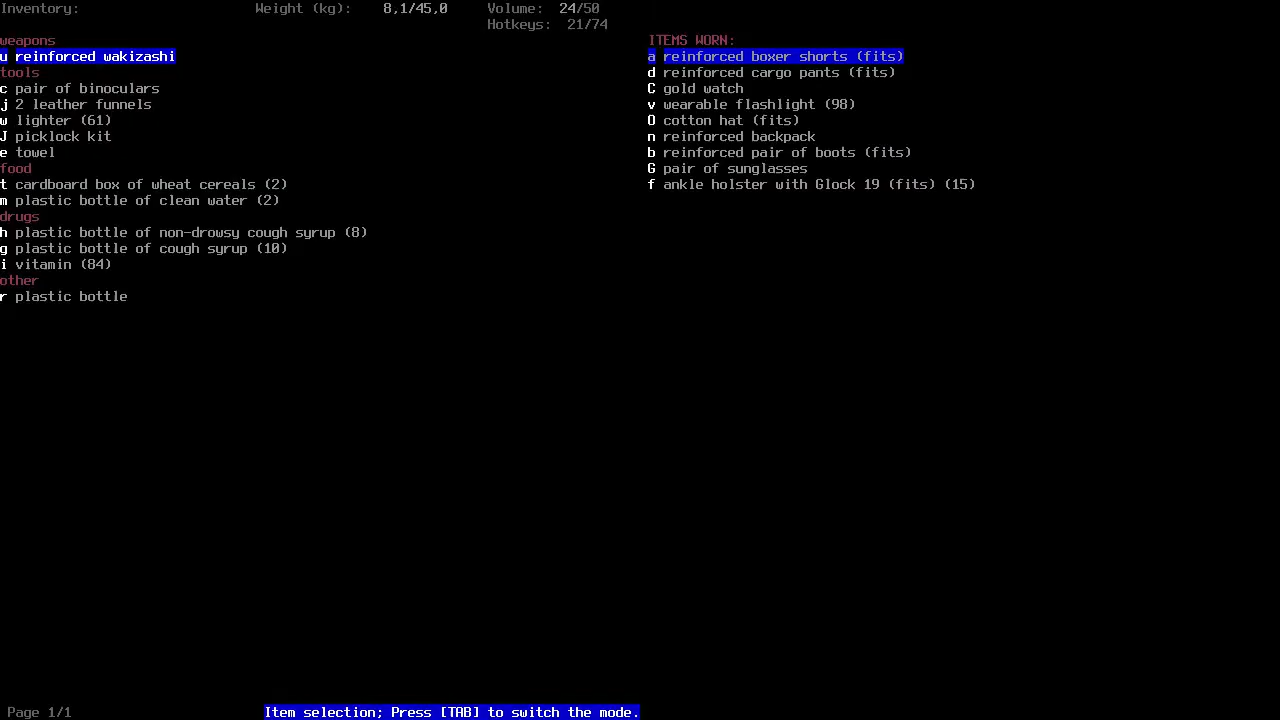 Inventory: Weight (kg): 8,1/45,0 Volume: 24/50
Hotkeys: 21/74
weapons
u reinforced wakizashi
tools
c pair of binoculars
j 2 leather funnels
w lighter (61)
J picklock kit
e towel
food
t cardboard box of wheat cereals (2)
m plastic bottle of clean water (2)
drugs
h plastic bottle of non-drowsy cough syrup (8)
g plastic bottle of cough syrup (10)
i vitamin (84)
other
r plastic bottle
ITEMS WORN:
a reinforced boxer shorts (fits)
d reinforced cargo pants (fits)
C gold watch
v wearable flashlight (98)
O cotton hat (fits)
n reinforced backpack
b reinforced pair of boots (fits)
G pair of sunglasses
f ankle holster with Glock 19 (fits) (15)
Page 1/1 Item selection; Press [TAB] to switch the mode.